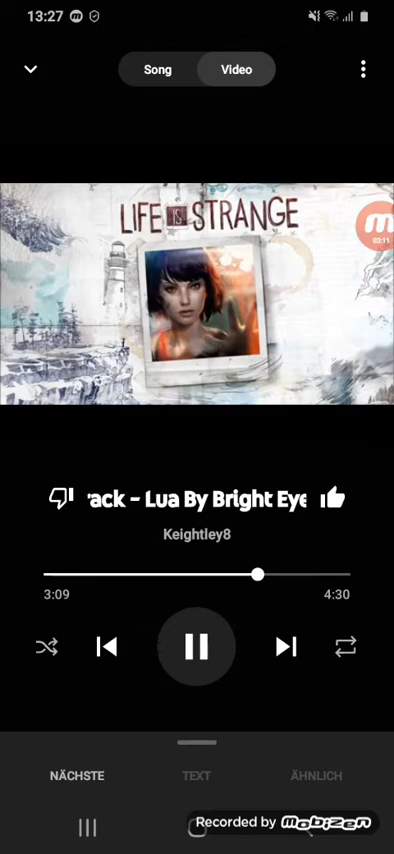 13:27
Song Video
LIFE IS STRANGE
03:11
rack - Lua By Bright Eye
Keightley8
3:09 4:30
NÄCHSTE TEXT ÄHNLICH
Recorded by mobizen